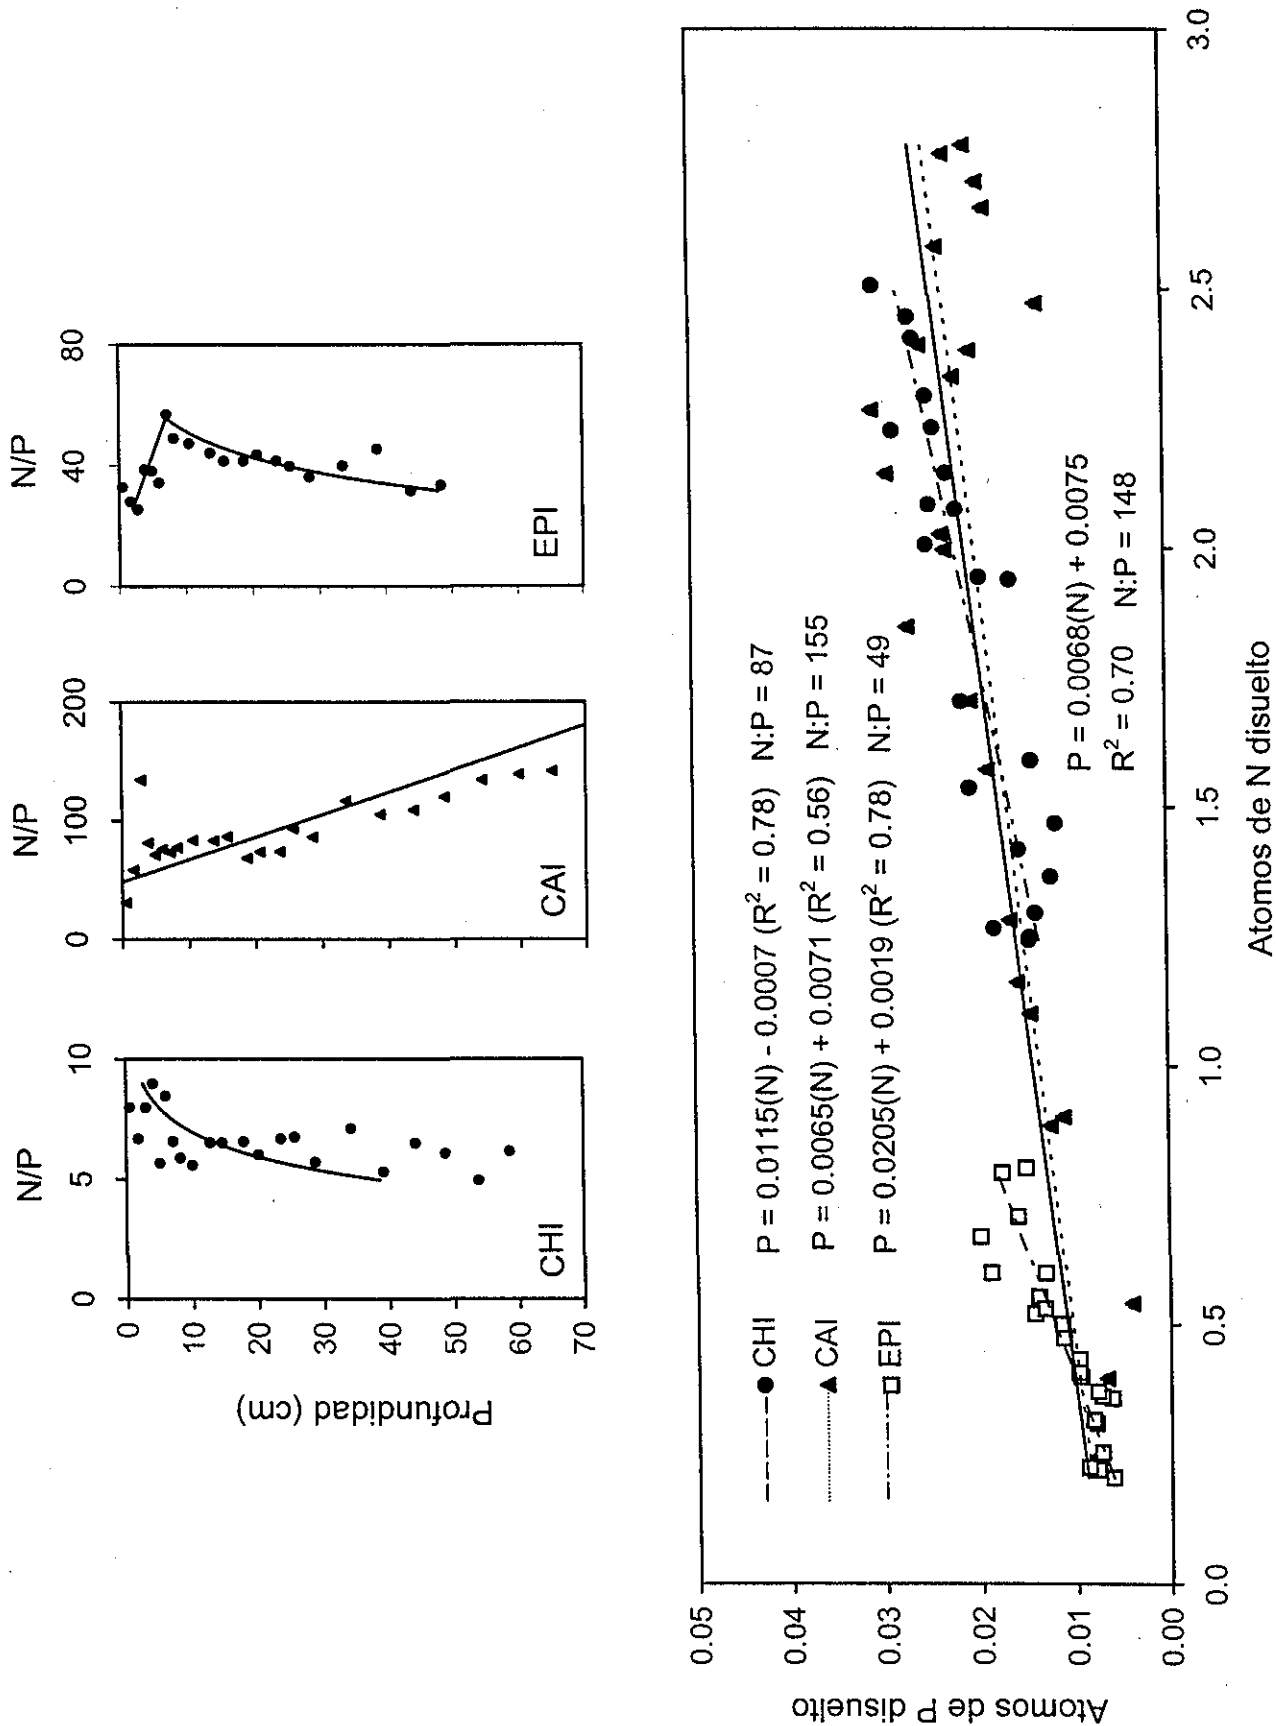 N/P
N/P
N/P
0 5 10
0 100 200
0 40 80
0
10
20
30
40
50
60
70
Profundidad (cm)
CHI
CAI
EPI
0.05
0.04
0.03
0.02
0.01
0.00
Atomos de P disuelto
CHI P = 0.0115(N) - 0.0007 (R² = 0.78) N:P = 87
CAI P = 0.0065(N) + 0.0071 (R² = 0.56) N:P = 155
EPI P = 0.0205(N) + 0.0019 (R² = 0.78) N:P = 49
P = 0.0068(N) + 0.0075
R² = 0.70 N:P = 148
0.0 0.5 1.0 1.5 2.0 2.5 3.0
Atomos de N disuelto